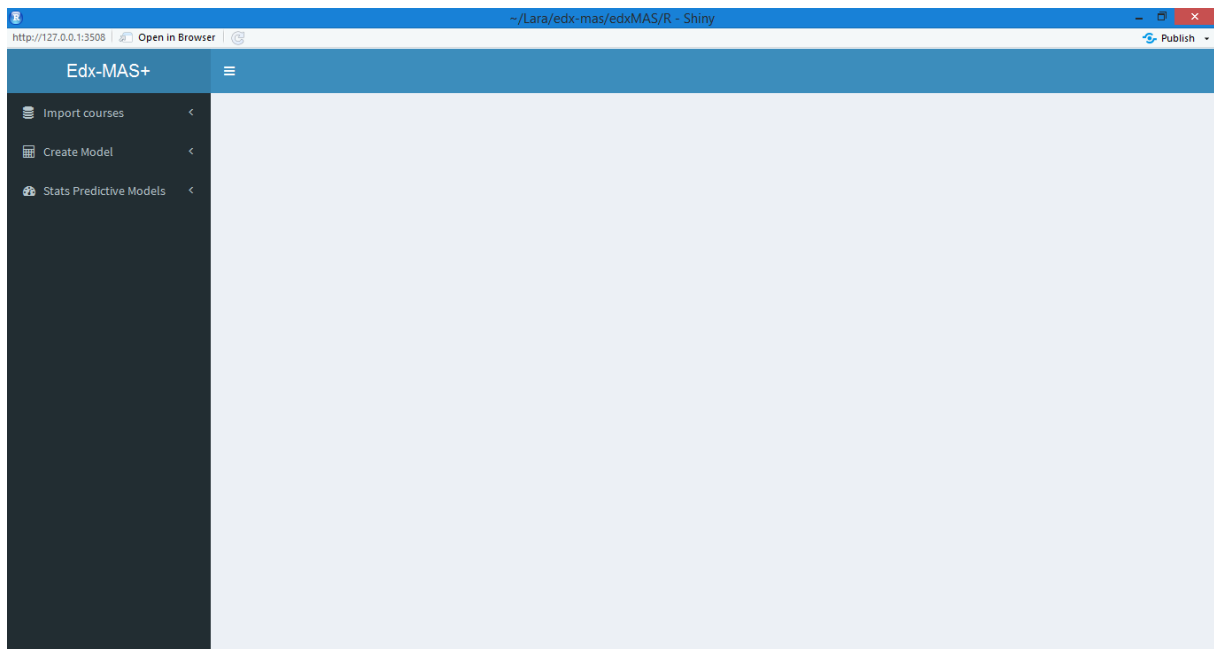 ~/Lara/edx-mas/edxMAS/R - Shiny
http://127.0.0.1:3508 Open in Browser Publish
Edx-MAS+
Import courses
Create Model
Stats Predictive Models